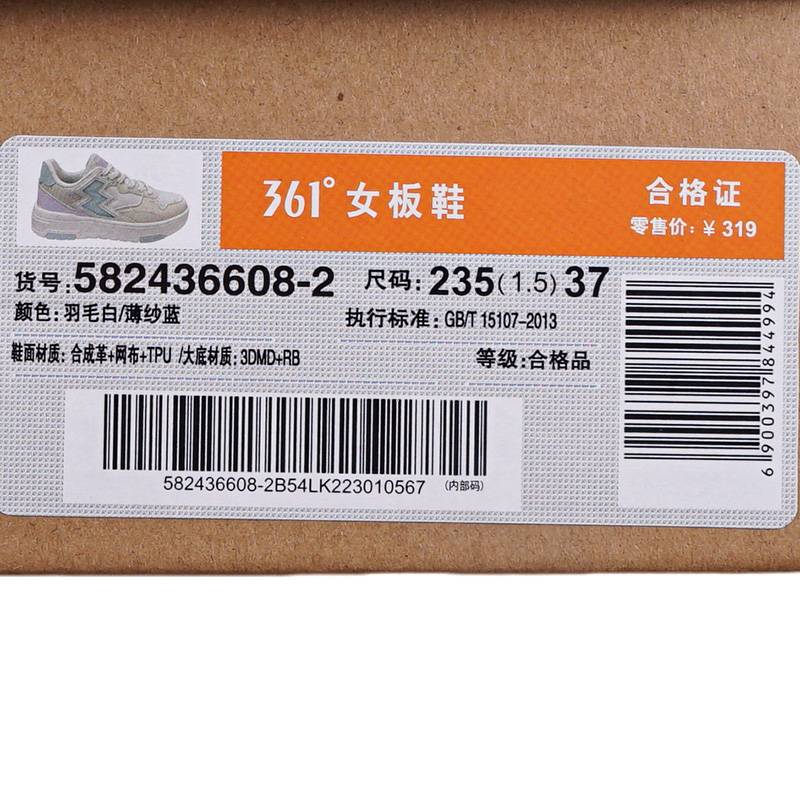 361°女板鞋
合格证
零售价：￥319
货号:582436608-2 尺码:235(1.5)37
颜色:羽毛白/薄纱蓝 执行标准:GB/T 15107-2013
鞋面材质:合成革+网布+TPU /大底材质:3DMD+RB 等级:合格品
582436608-2B54LK223010567 (内部码)
6900397844994